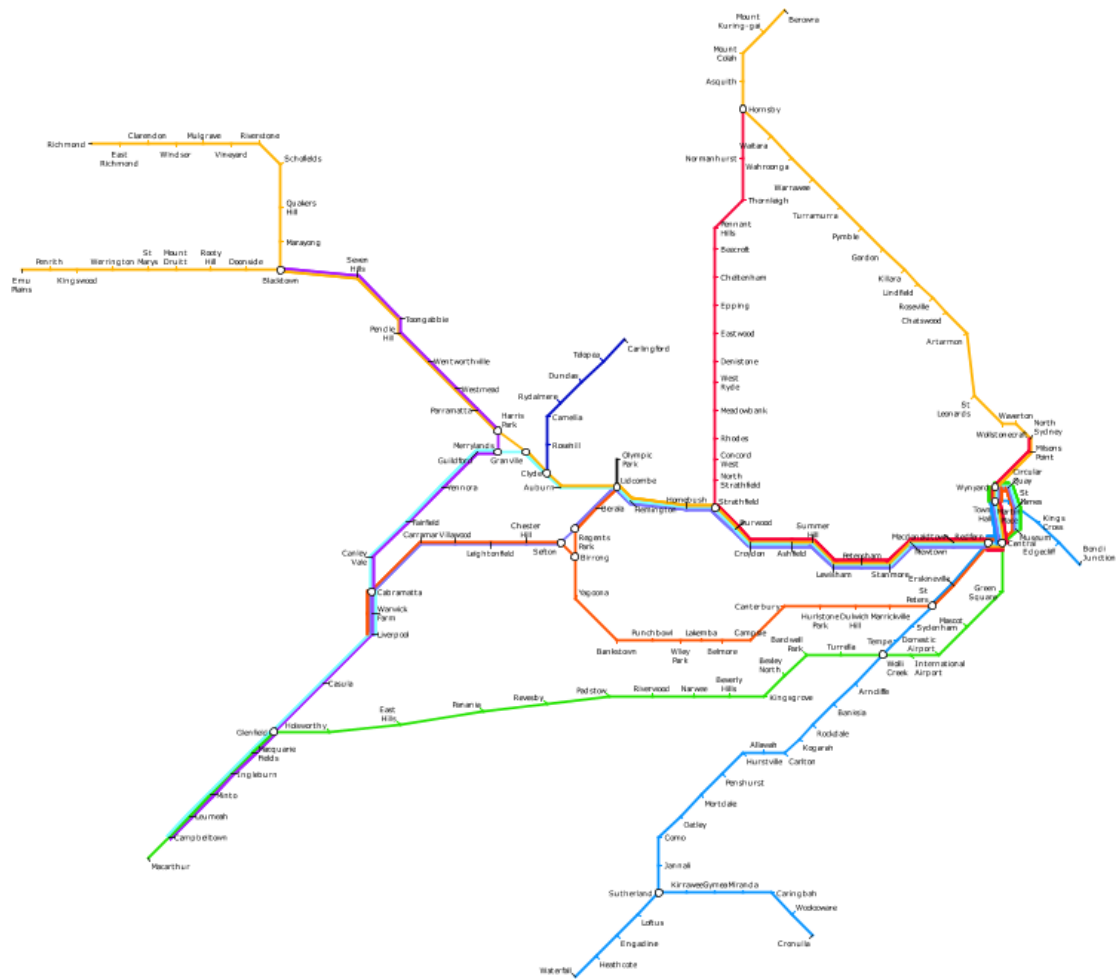 Mount
Kuring-gai
Berowra
Mount
Colah
Asquith
Hornsby
Waitara
Normanhurst
Wahroonga
Warrawee
Thornleigh
Turramurra
Pennant
Hills
Pymble
Beecroft
Gordon
Cheltenham
Killara
Lindfield
Epping
Roseville
Chatswood
Eastwood
Artarmon
Denistone
West
Ryde
Meadowbank
St
Leonards
Waverton
North
Sydney
Wollstonecraft
Rhodes
Milsons
Point
Concord
West
North
Strathfield
Circular
Quay
Wynyard
St
James
Town
Hall
Martin
Place
Kings
Cross
Museum
Edgecliff
Bondi
Junction
Central
Redfern
Macdonaldtown
Newtown
Richmond
Clarendon
Mulgrave
Riverstone
East
Richmond
Windsor
Vineyard
Schofields
Quakers
Hill
Marayong
Emu
Plains
Penrith
Kingswood
Werrington
St
Marys
Mount
Druitt
Rooty
Hill
Doonside
Blacktown
Seven
Hills
Toongabbie
Pendle
Hill
Wentworthville
Westmead
Parramatta
Harris
Park
Carlingford
Telopea
Dundas
Rydalmere
Camellia
Rosehill
Merrylands
Granville
Guildford
Clyde
Auburn
Olympic
Park
Lidcombe
Yennora
Berala
Flemington
Homebush
Strathfield
Burwood
Croydon
Ashfield
Summer
Hill
Lewisham
Petersham
Stanmore
Fairfield
Carramar
Villawood
Leightonfield
Chester
Hill
Sefton
Regents
Park
Birrong
Canley
Vale
Cabramatta
Warwick
Farm
Liverpool
Yagoona
Bankstown
Punchbowl
Wiley
Park
Lakemba
Belmore
Campsie
Canterbury
Hurlstone
Park
Dulwich
Hill
Marrickville
St
Peters
Erskineville
Green
Square
Mascot
Sydenham
Domestic
Airport
International
Airport
Tempe
Wolli
Creek
Turrella
Bardwell
Park
Bexley
North
Kingsgrove
Beverly
Hills
Narwee
Riverwood
Padstow
Revesby
Panania
East
Hills
Holsworthy
Casula
Glenfield
Macquarie
Fields
Ingleburn
Minto
Leumeah
Campbelltown
Macarthur
Arncliffe
Banksia
Rockdale
Kogarah
Carlton
Allawah
Hurstville
Penshurst
Mortdale
Oatley
Como
Jannali
Sutherland
Kirrawee
Gymea
Miranda
Caringbah
Woolooware
Cronulla
Loftus
Engadine
Heathcote
Waterfall